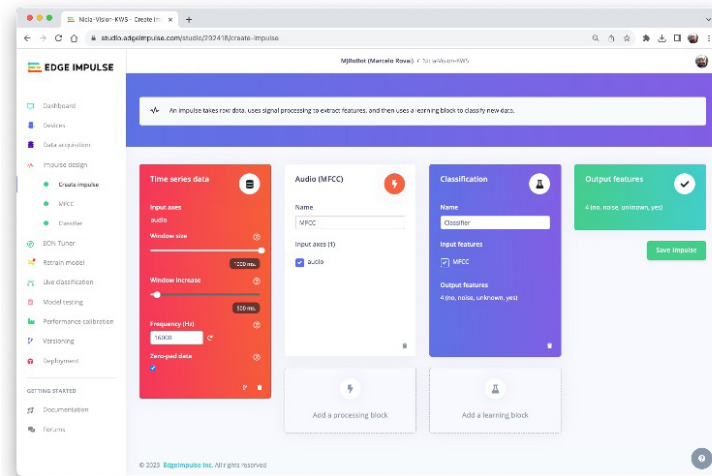 Nicla-Vision-KWS - Create im
studio.edgeimpulse.com/studio/202418/create-impulse
EDGE IMPULSE
MJRoBot (Marcelo Rovai) / Nicla-Vision-KWS
An impulse takes raw data, uses signal processing to extract features, and then uses a learning block to classify new data.
Dashboard
Devices
Data acquisition
Impulse design
Create impulse
MFCC
Classifier
EON Tuner
Retrain model
Live classification
Model testing
Performance calibration
Versioning
Deployment
GETTING STARTED
Documentation
Forums
Time series data
Input axes
audio
Window size
1000 ms.
Window increase
500 ms.
Frequency (Hz)
16000
Zero-pad data
Audio (MFCC)
Name
MFCC
Input axes (1)
audio
Classification
Name
Classifier
Input features
MFCC
Output features
4 (no, noise, unknown, yes)
Output features
4 (no, noise, unknown, yes)
Save Impulse
Add a processing block
Add a learning block
© 2023 EdgeImpulse Inc. All rights reserved